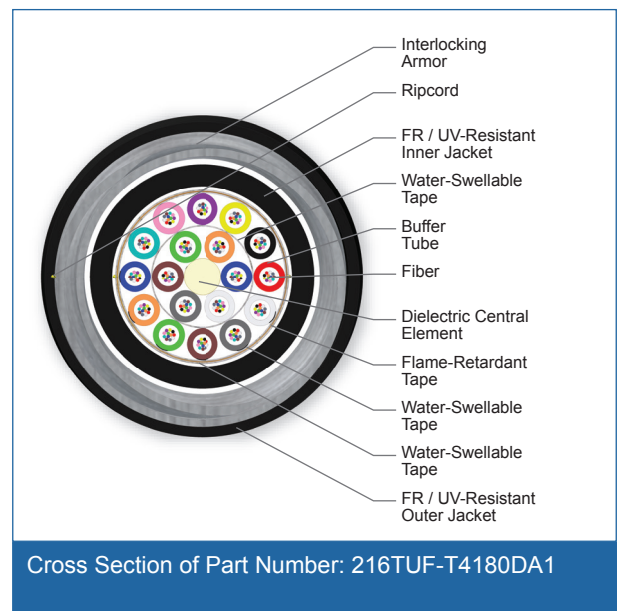 Interlocking
Armor
Ripcord
FR / UV-Resistant
Inner Jacket
Water-Swellable
Tape
Buffer
Tube
Fiber
Dielectric Central
Element
Flame-Retardant
Tape
Water-Swellable
Tape
Water-Swellable
Tape
FR / UV-Resistant
Outer Jacket
Cross Section of Part Number: 216TUF-T4180DA1